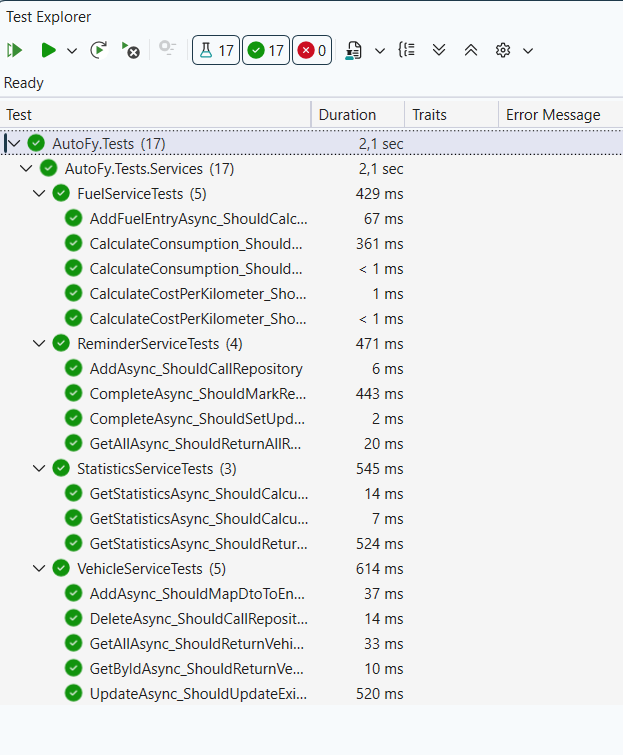 Test Explorer
17 17 0
Ready
Test Duration Traits Error Message
AutoFy.Tests (17) 2,1 sec
AutoFy.Tests.Services (17) 2,1 sec
FuelServiceTests (5) 429 ms
AddFuelEntryAsync_ShouldCalc... 67 ms
CalculateConsumption_Should... 361 ms
CalculateConsumption_Should... < 1 ms
CalculateCostPerKilometer_Sho... 1 ms
CalculateCostPerKilometer_Sho... < 1 ms
ReminderServiceTests (4) 471 ms
AddAsync_ShouldCallRepository 6 ms
CompleteAsync_ShouldMarkRe... 443 ms
CompleteAsync_ShouldSetUpd... 2 ms
GetAllAsync_ShouldReturnAllR... 20 ms
StatisticsServiceTests (3) 545 ms
GetStatisticsAsync_ShouldCalcu... 14 ms
GetStatisticsAsync_ShouldCalcu... 7 ms
GetStatisticsAsync_ShouldRetur... 524 ms
VehicleServiceTests (5) 614 ms
AddAsync_ShouldMapDtoToEn... 37 ms
DeleteAsync_ShouldCallReposit... 14 ms
GetAllAsync_ShouldReturnVehi... 33 ms
GetByIdAsync_ShouldReturnVe... 10 ms
UpdateAsync_ShouldUpdateExi... 520 ms